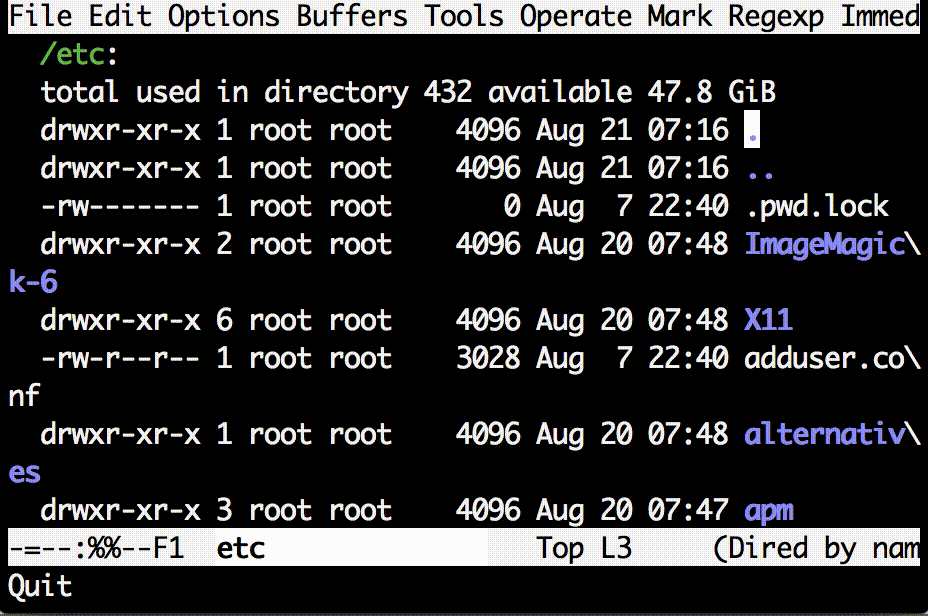 File Edit Options Buffers Tools Operate Mark Regexp Immed
  /etc:
  total used in directory 432 available 47.8 GiB
  drwxr-xr-x 1 root root    4096 Aug 21 07:16 .
  drwxr-xr-x 1 root root    4096 Aug 21 07:16 ..
  -rw------- 1 root root       0 Aug  7 22:40 .pwd.lock
  drwxr-xr-x 2 root root    4096 Aug 20 07:48 ImageMagic\
k-6
  drwxr-xr-x 6 root root    4096 Aug 20 07:48 X11
  -rw-r--r-- 1 root root    3028 Aug  7 22:40 adduser.co\
nf
  drwxr-xr-x 1 root root    4096 Aug 20 07:48 alternativ\
es
  drwxr-xr-x 3 root root    4096 Aug 20 07:47 apm
-=--:%%--F1  etc                 Top L3     (Dired by nam
Quit